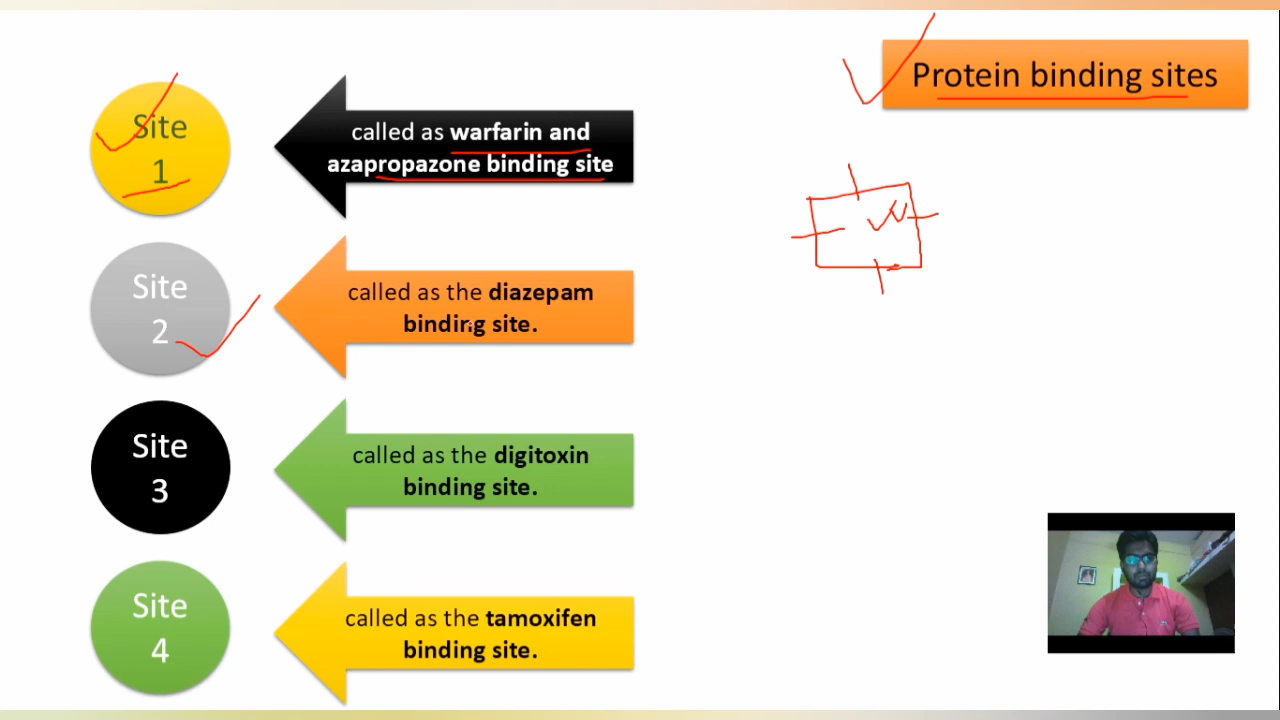 Protein binding sites
Site
1
called as warfarin and
azapropazone binding site
Site
2
called as the diazepam
binding site.
Site
3
called as the digitoxin
binding site.
Site
4
called as the tamoxifen
binding site.